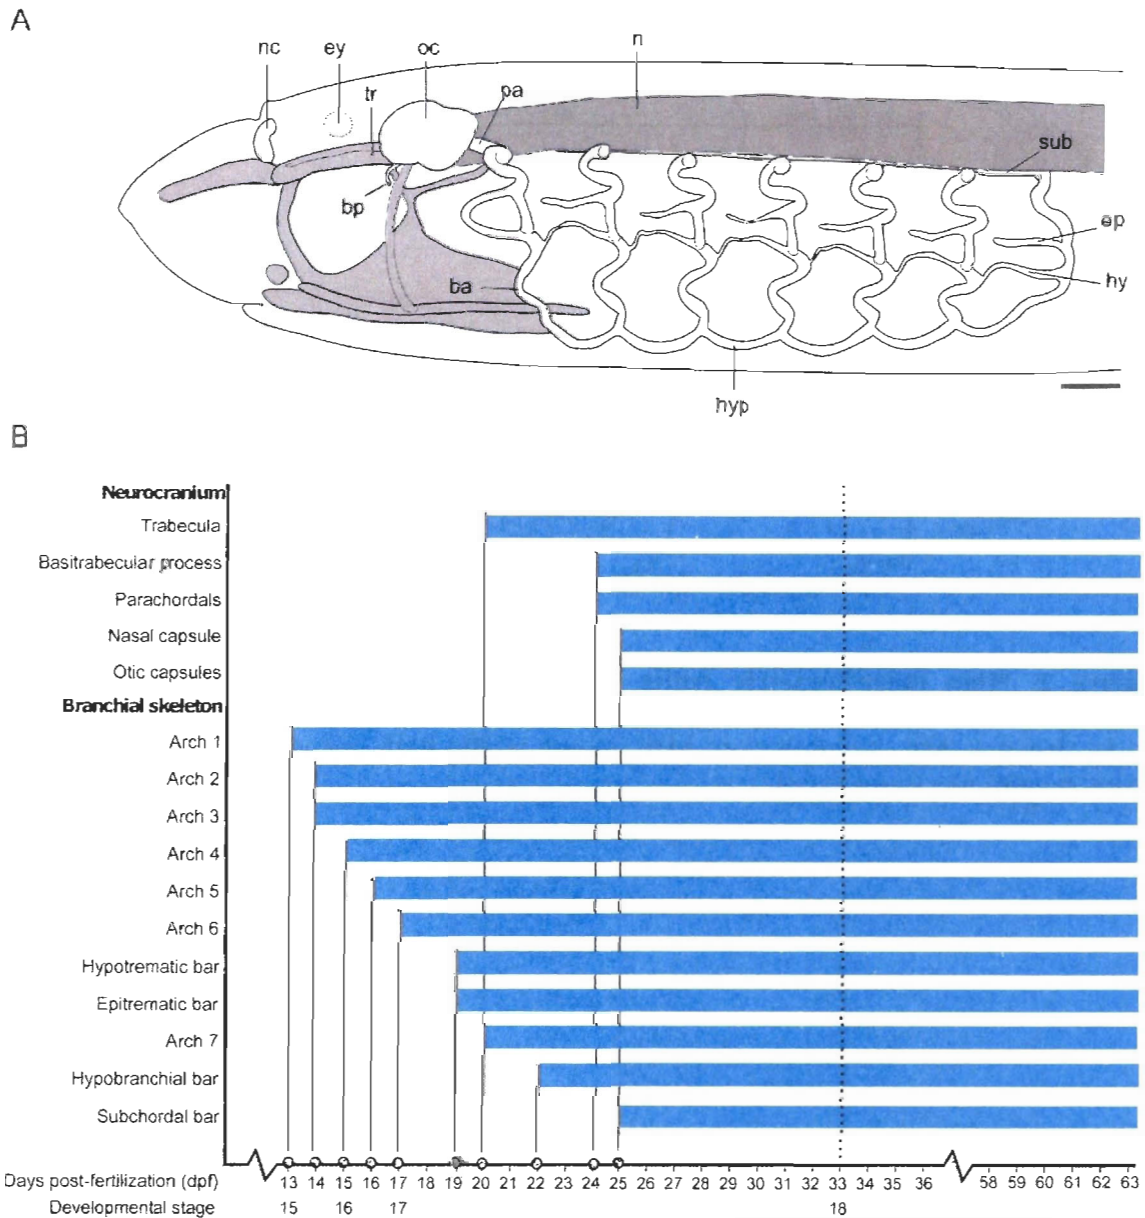 A
nc ey oc n
tr pa
sub
bp
ep
ba
hy
hyp
B
Neurocranium
Trabecula
Basitrabecular process
Parachordals
Nasal capsule
Otic capsules
Branchial skeleton
Arch 1
Arch 2
Arch 3
Arch 4
Arch 5
Arch 6
Hypotrematic bar
Epitrematic bar
Arch 7
Hypobranchial bar
Subchordal bar
Days post-fertilization (dpf) 13 14 15 16 17 18 19 20 21 22 23 24 25 26 27 28 29 30 31 32 33 34 35 36 58 59 60 61 62 63
Developmental stage 15 16 17 18